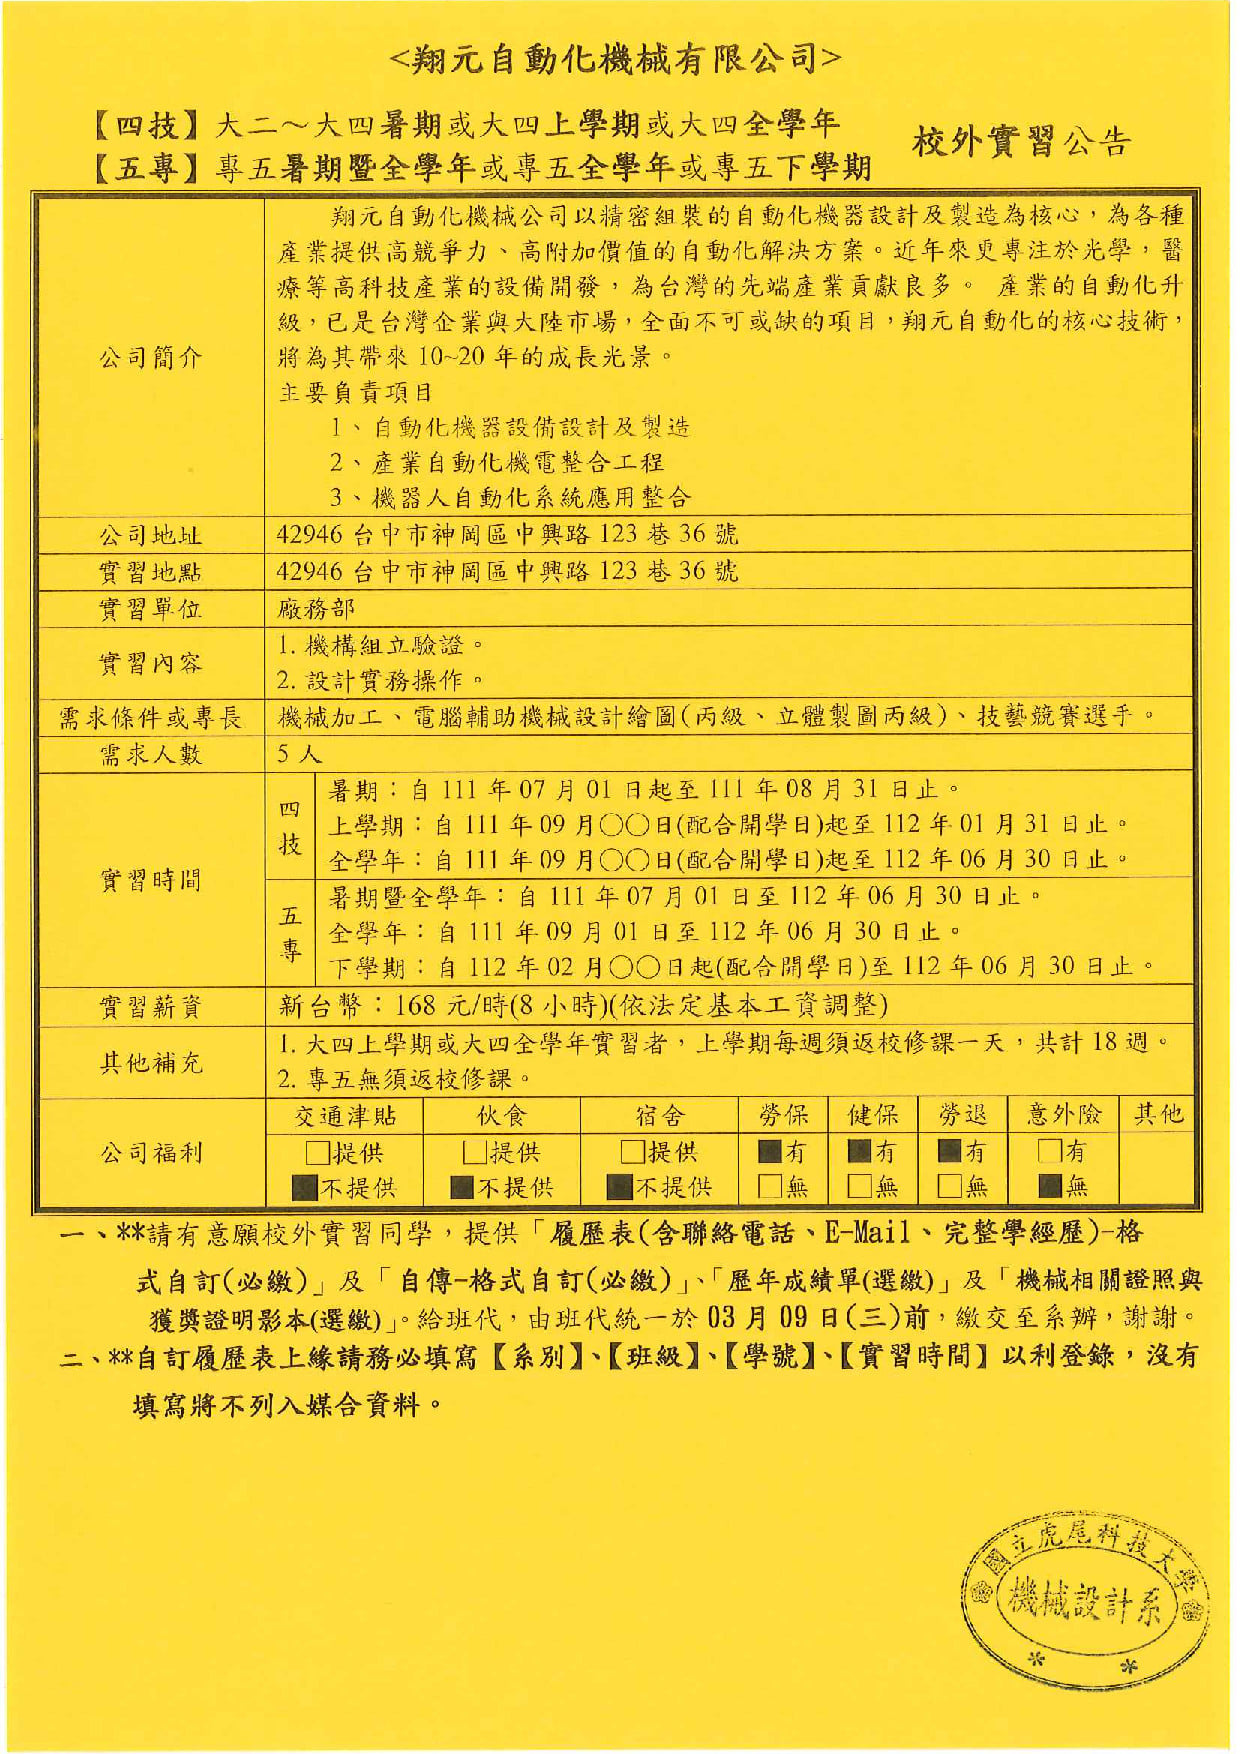 <翔元自動化機械有限公司>
【四技】大二～大四暑期或大四上學期或大四全學年
【五專】專五暑期暨全學年或專五全學年或專五下學期
校外實習公告
公司簡介
翔元自動化機械公司以精密組裝的自動化機器設計及製造為核心，為各種
產業提供高競爭力、高附加價值的自動化解決方案。近年來更專注於光學，醫
療等高科技產業的設備開發，為台灣的先端產業貢獻良多。 產業的自動化升
級，已是台灣企業與大陸市場，全面不可或缺的項目，翔元自動化的核心技術，
將為其帶來 10~20 年的成長光景。
主要負責項目
1、自動化機器設備設計及製造
2、產業自動化機電整合工程
3、機器人自動化系統應用整合
公司地址 42946 台中市神岡區中興路 123 巷 36 號
實習地點 42946 台中市神岡區中興路 123 巷 36 號
實習單位 廠務部
實習內容
1. 機構組立驗證。
2. 設計實務操作。
需求條件或專長 機械加工、電腦輔助機械設計繪圖(丙級、立體製圖丙級)、技藝競賽選手。
需求人數 5 人
實習時間
四技
暑期：自 111 年 07 月 01 日起至 111 年 08 月 31 日止。
上學期：自 111 年 09 月○○日(配合開學日)起至 112 年 01 月 31 日止。
全學年：自 111 年 09 月○○日(配合開學日)起至 112 年 06 月 30 日止。
五專
暑期暨全學年：自 111 年 07 月 01 日至 112 年 06 月 30 日止。
全學年：自 111 年 09 月 01 日至 112 年 06 月 30 日止。
下學期：自 112 年 02 月○○日起(配合開學日)至 112 年 06 月 30 日止。
實習薪資 新台幣：168 元/時(8 小時)(依法定基本工資調整)
其他補充
1. 大四上學期或大四全學年實習者，上學期每週須返校修課一天，共計 18 週。
2. 專五無須返校修課。
公司福利
交通津貼 伙食 宿舍 勞保 健保 勞退 意外險 其他
□提供 □提供 □提供 ■有 ■有 ■有 □有
■不提供 ■不提供 ■不提供 □無 □無 □無 ■無
一、**請有意願校外實習同學，提供「履歷表(含聯絡電話、E-Mail、完整學經歷)-格
式自訂(必繳)」及「自傳-格式自訂(必繳)」、「歷年成績單(選繳)」及「機械相關證照與
獲獎證明影本(選繳)」。給班代，由班代統一於 03 月 09 日(三)前，繳交至系辦，謝謝。
二、**自訂履歷表上緣請務必填寫【系別】、【班級】、【學號】、【實習時間】以利登錄，沒有
填寫將不列入媒合資料。
國立虎尾科技大學
機械設計系